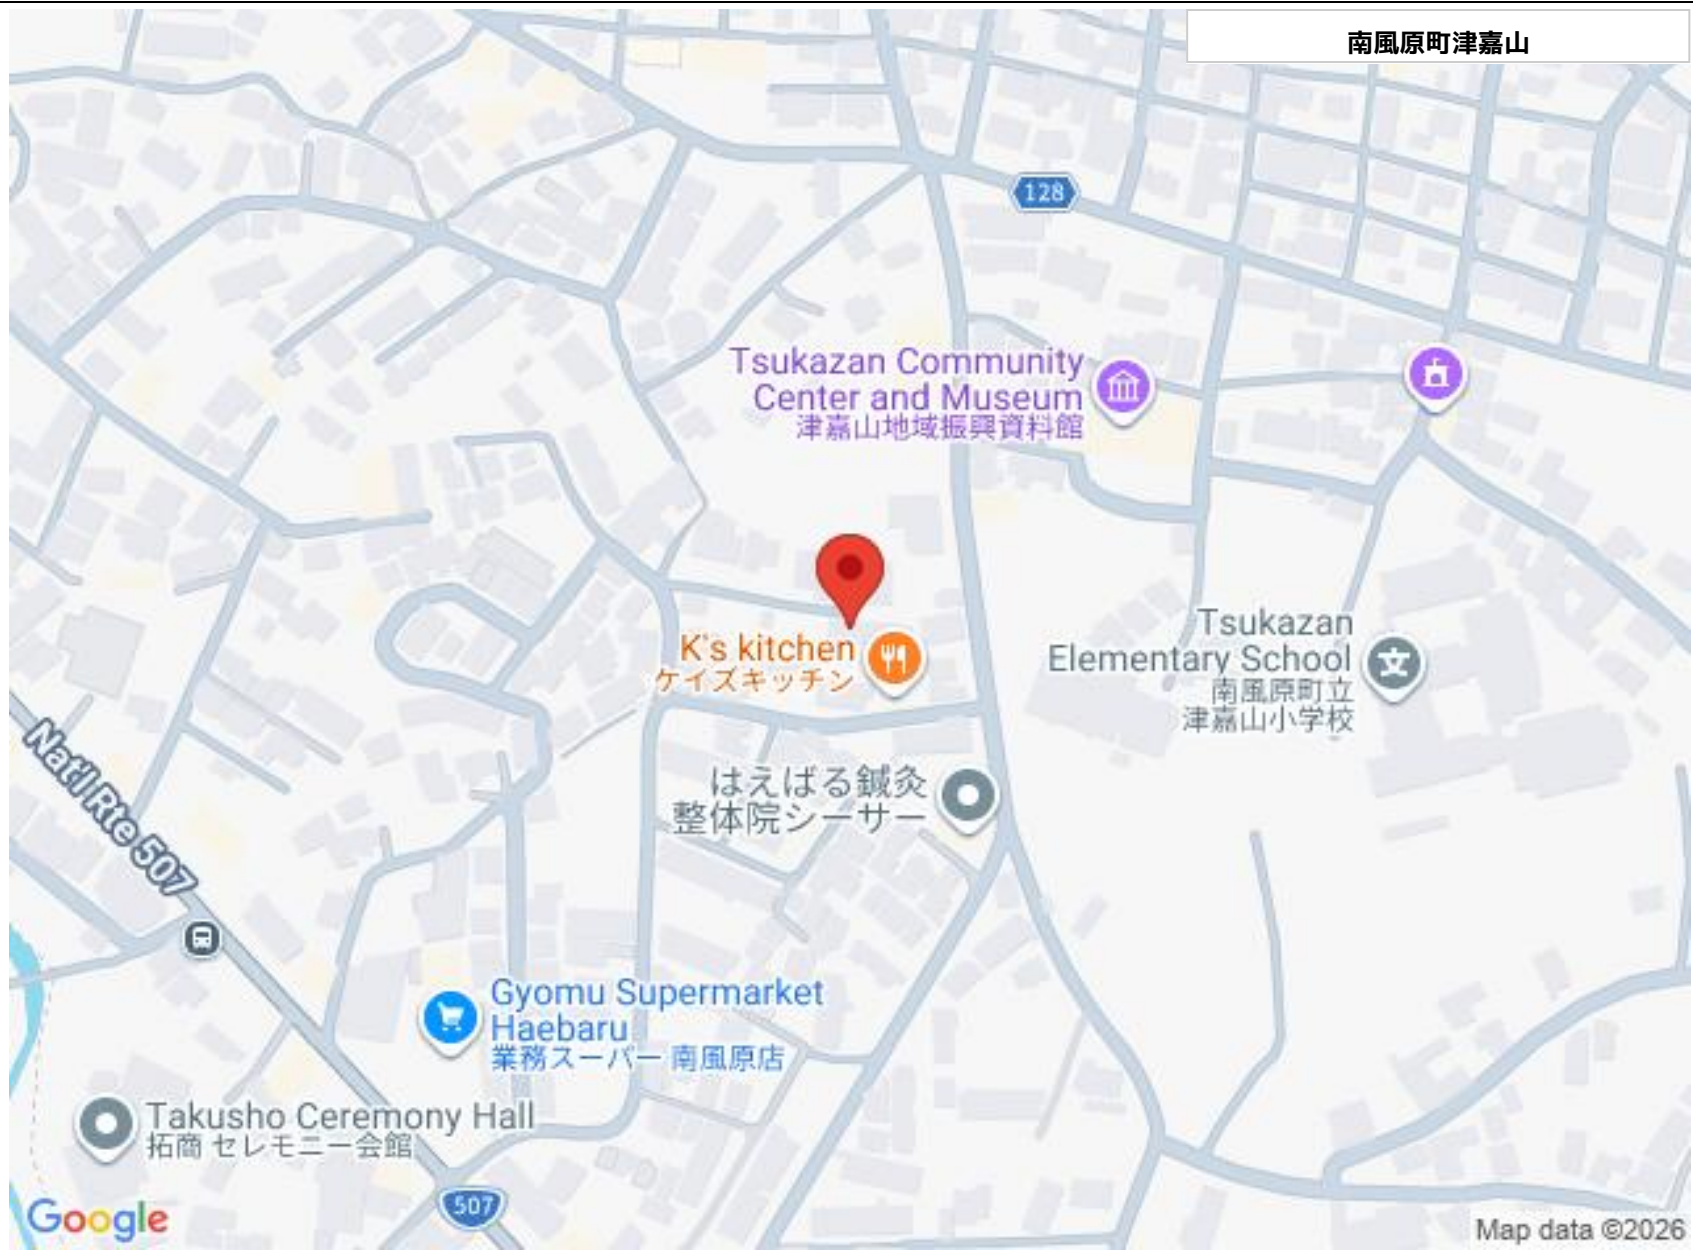 南風原町津嘉山
128
Tsukazan Community
Center and Museum
津嘉山地域振興資料館
K's kitchen
ケイズキッチン
Tsukazan
Elementary School
南風原町立
津嘉山小学校
文
はえばる鍼灸
整体院シーサー
Nat'l Rte 507
Gyomu Supermarket
Haebaru
業務スーパー 南風原店
Takusho Ceremony Hall
拓商 セレモニー会館
507
Google
Map data ©2026